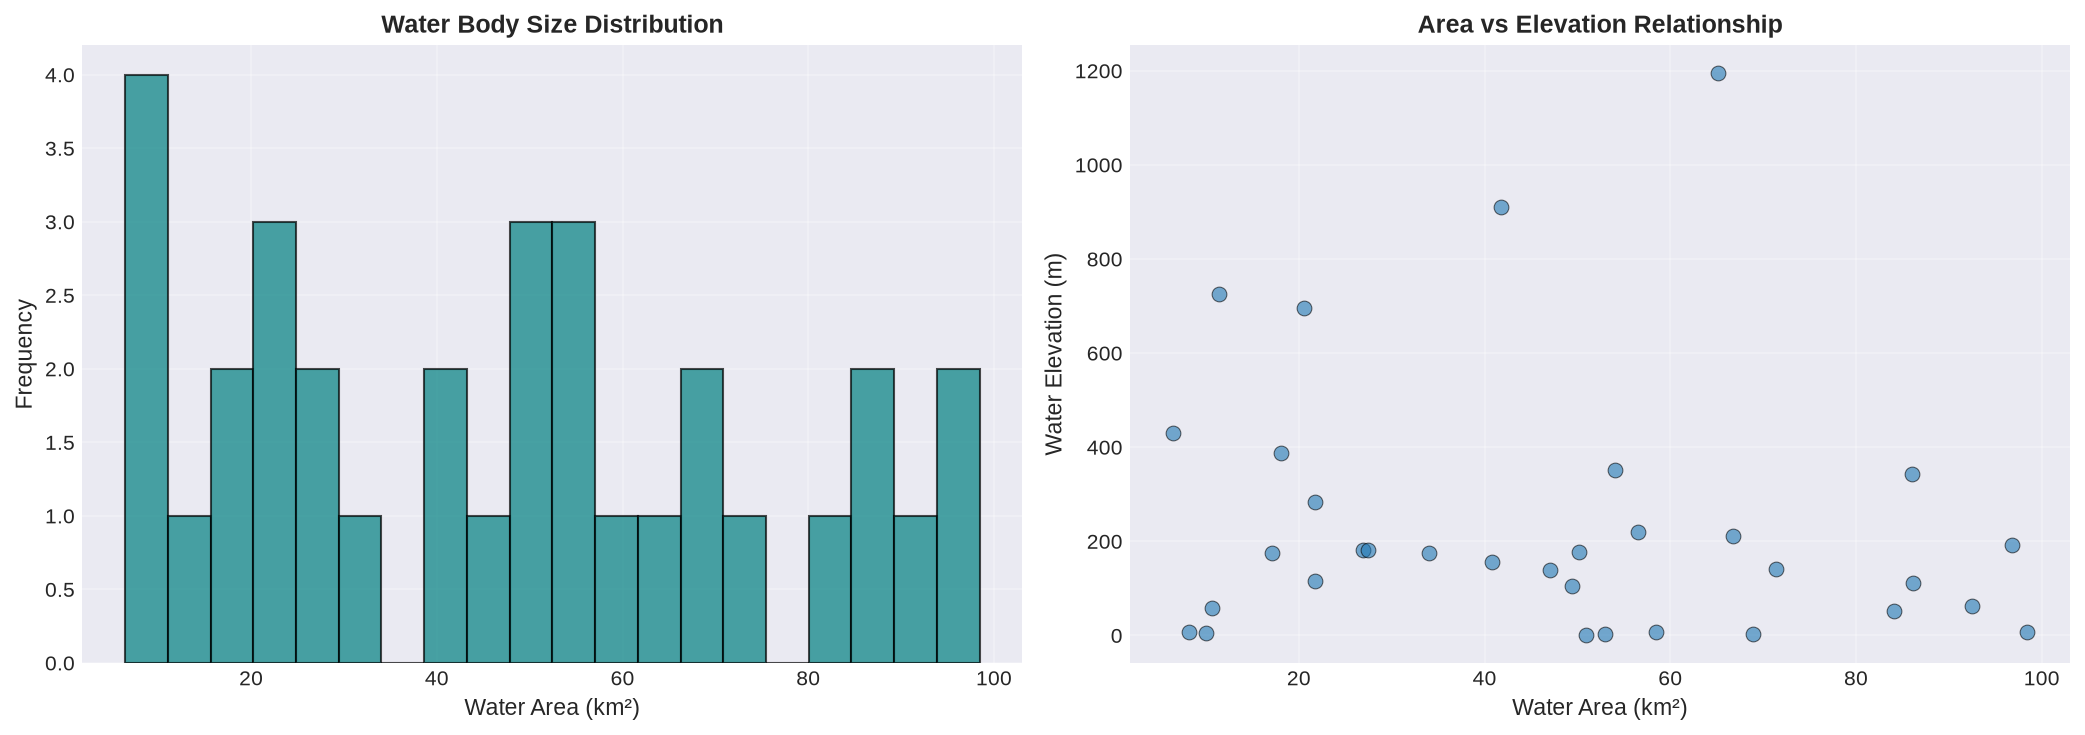 Water Body Size Distribution
4.0
3.5
3.0
2.5
2.0
1.5
1.0
0.5
0.0
Frequency
20 40 60 80 100
Water Area (km²)
Area vs Elevation Relationship
1200
1000
800
600
400
200
0
Water Elevation (m)
20 40 60 80 100
Water Area (km²)